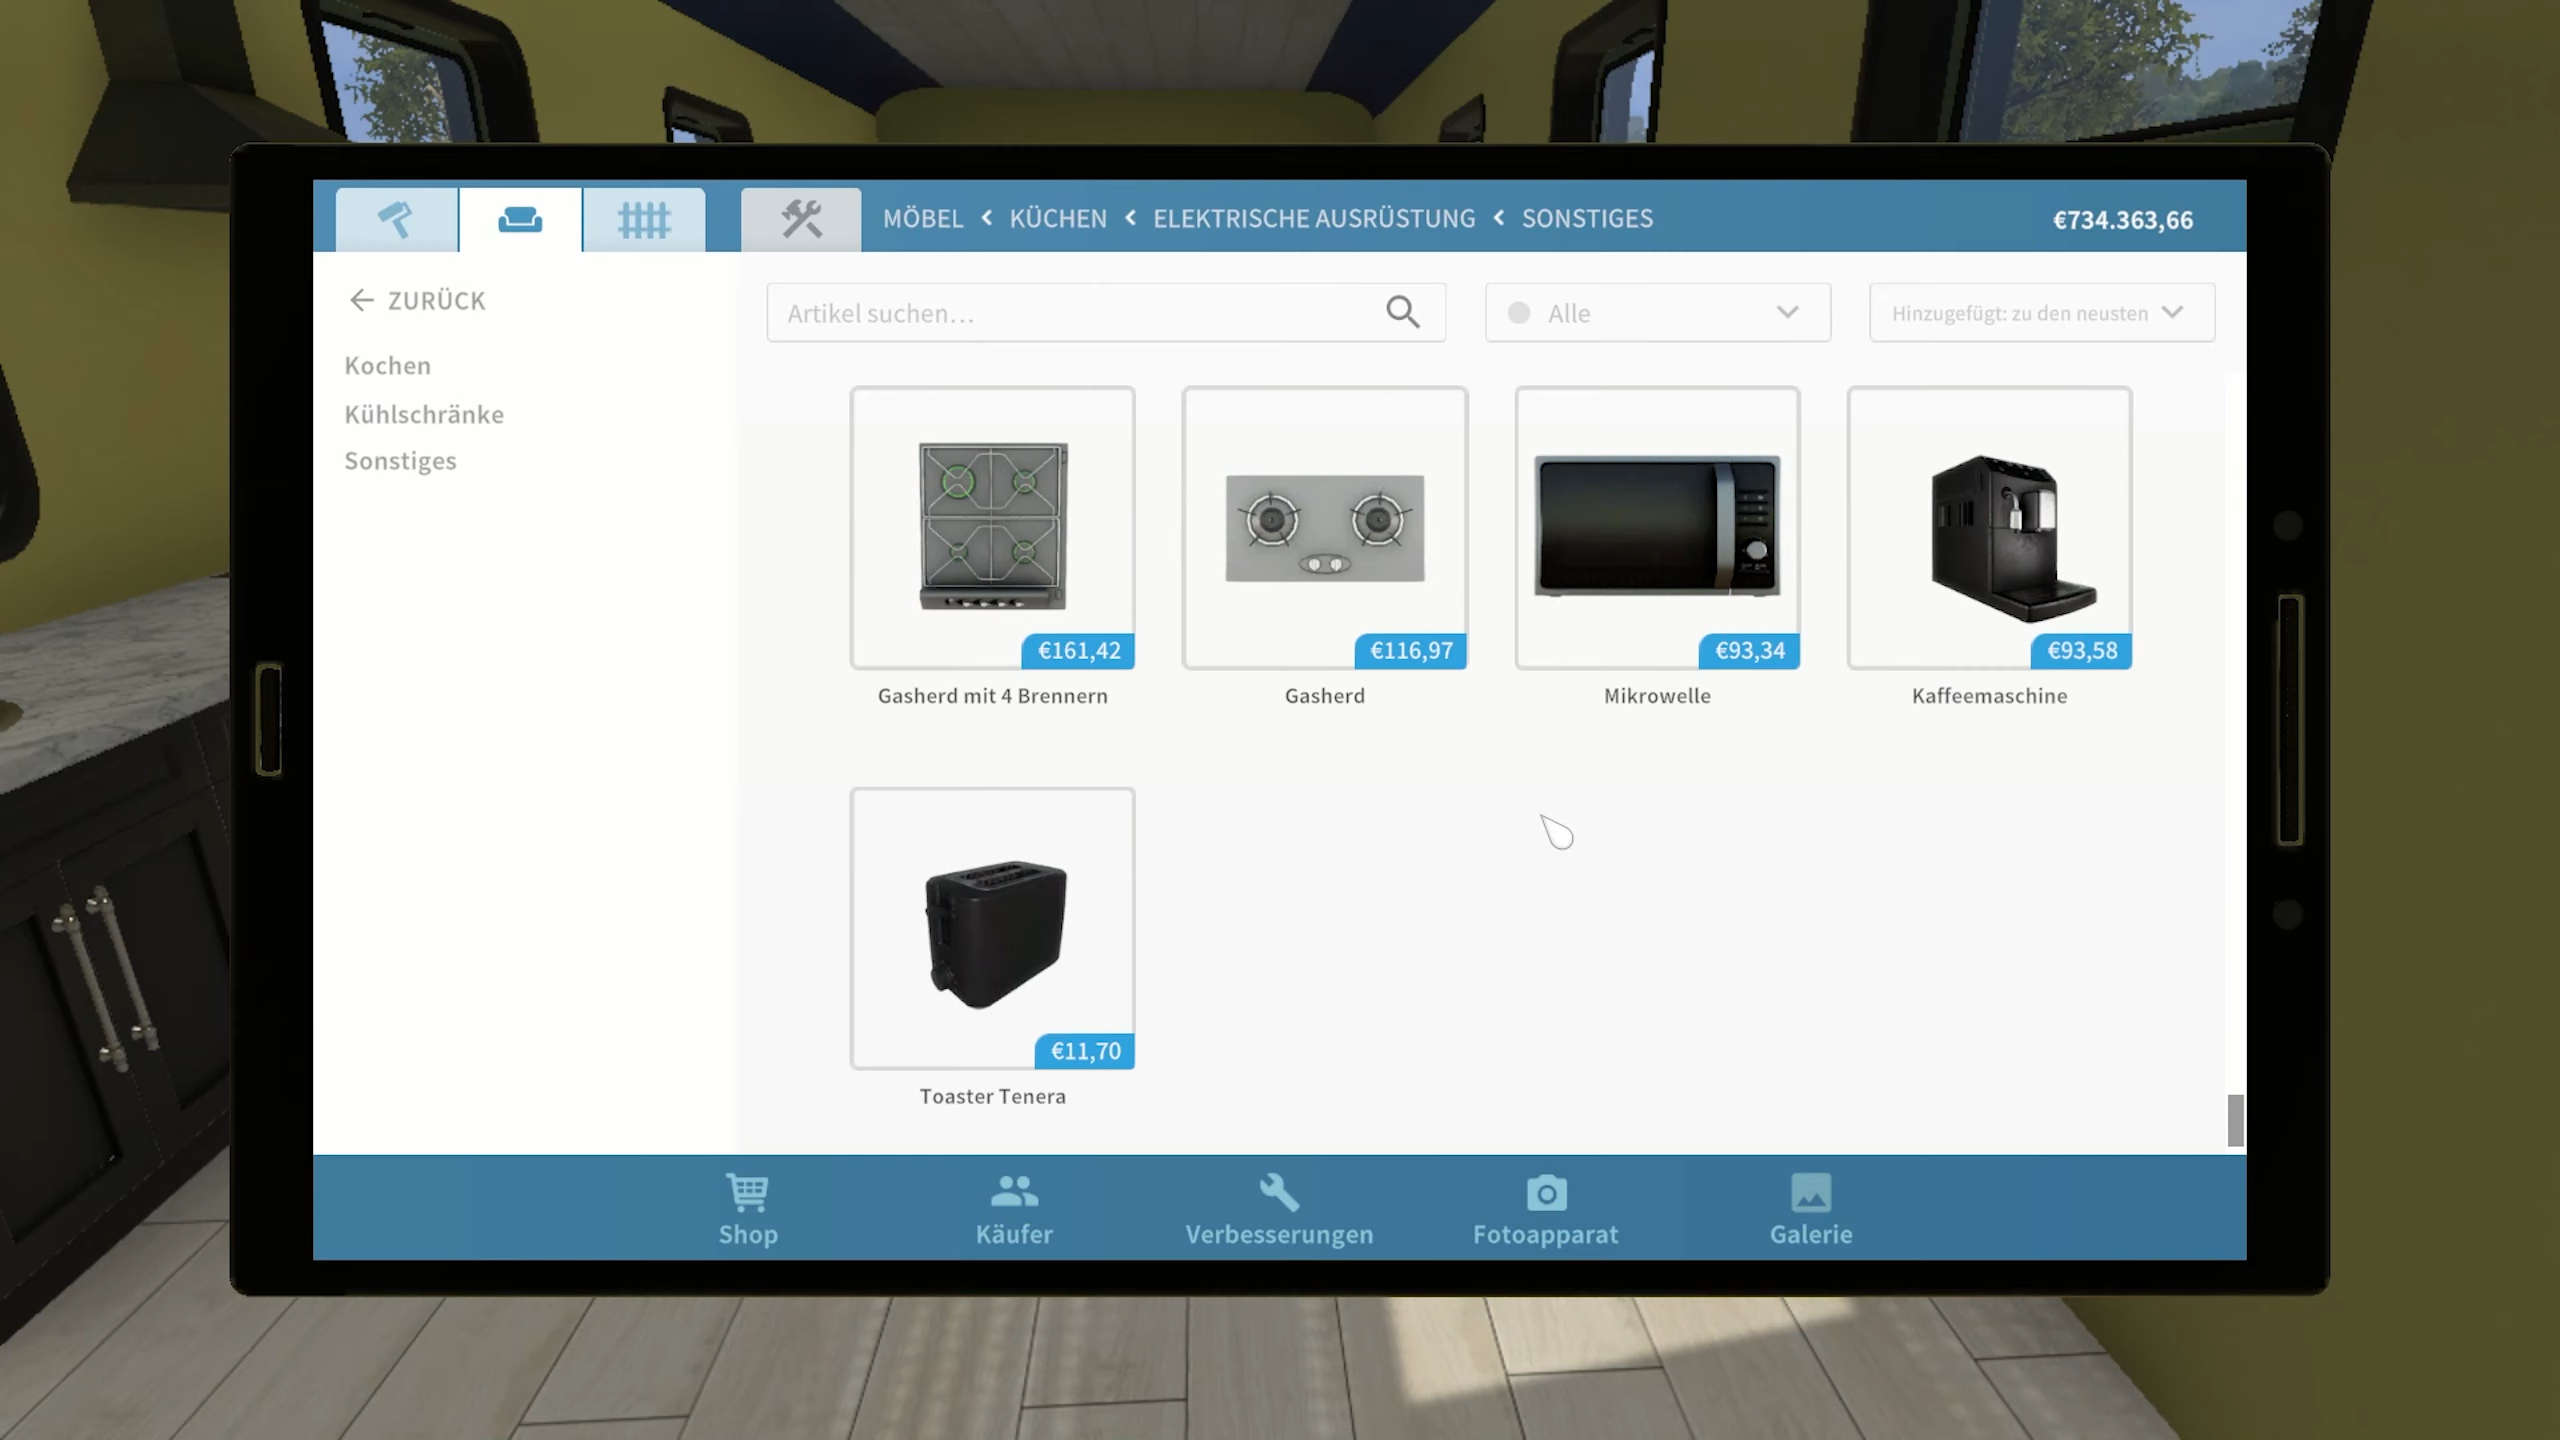 MÖBEL < KÜCHEN < ELEKTRISCHE AUSRÜSTUNG < SONSTIGES
€734.363,66
ZURÜCK
Kochen
Kühlschränke
Sonstiges
Artikel suchen...
Alle
Hinzugefügt: zu den neusten
€161,42
€116,97
€93,34
€93,58
Gasherd mit 4 Brennern
Gasherd
Mikrowelle
Kaffeemaschine
€11,70
Toaster Tenera
Shop
Käufer
Verbesserungen
Fotoapparat
Galerie